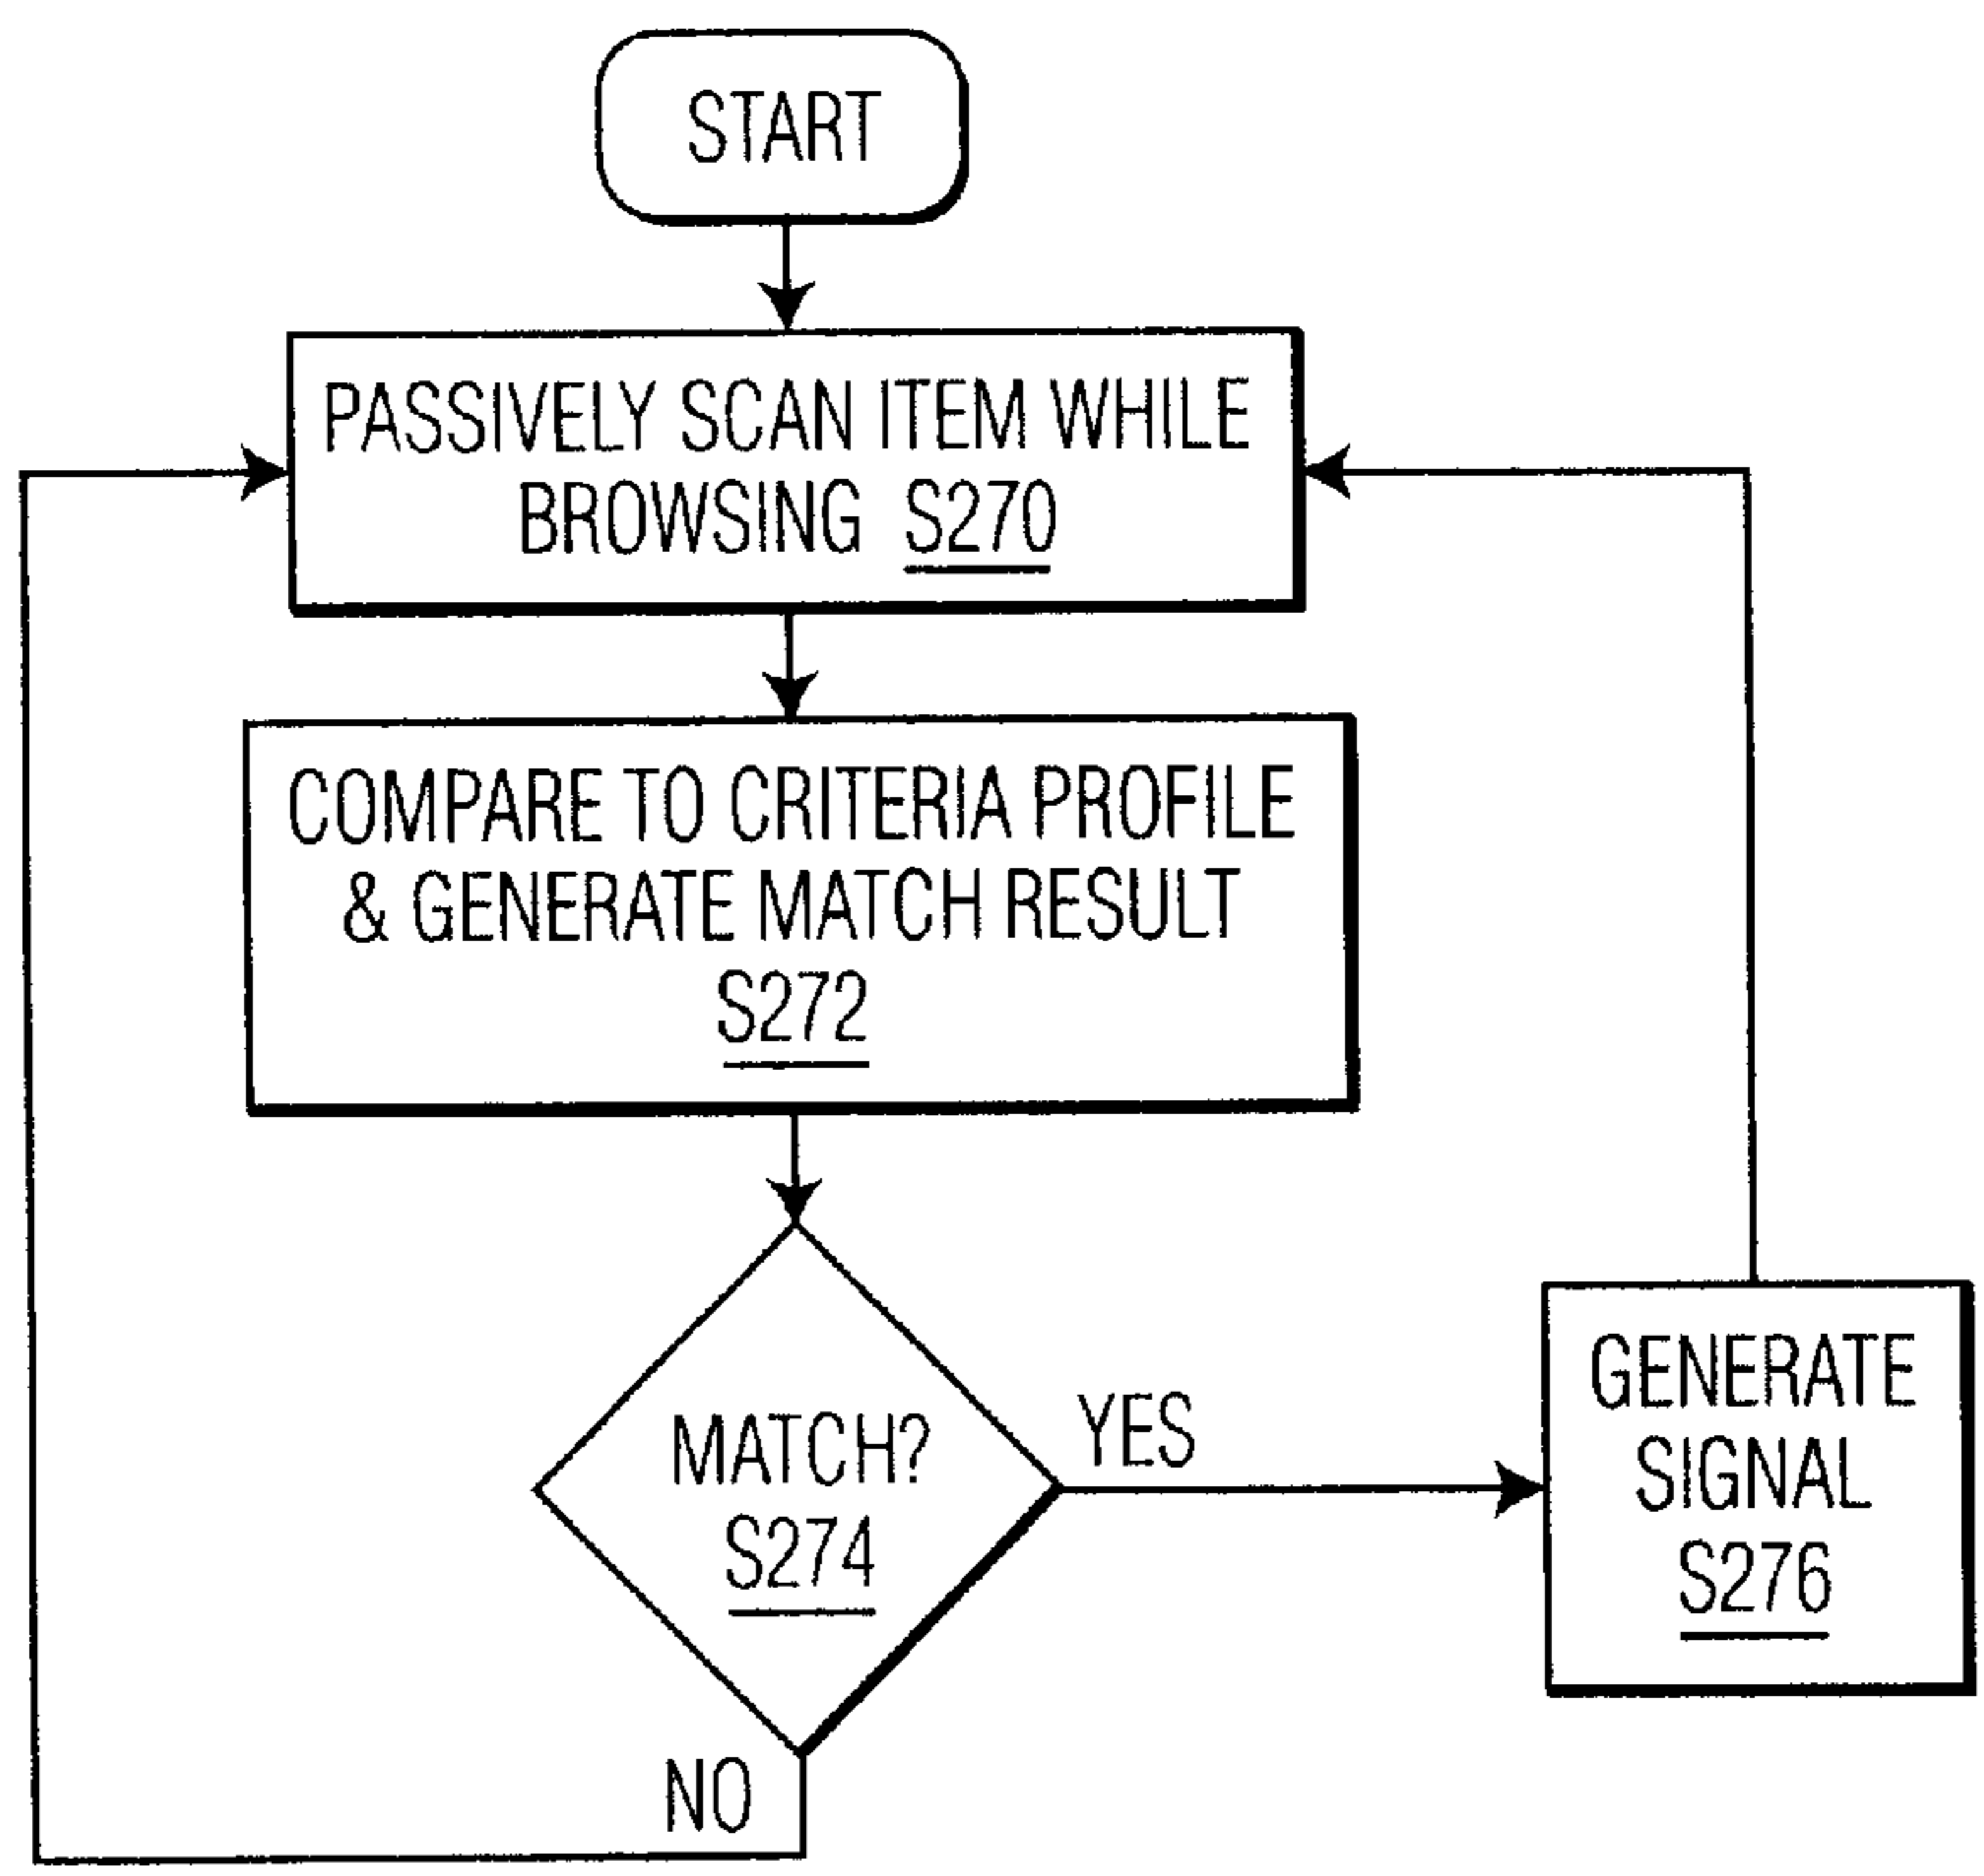 START
PASSIVELY SCAN ITEM WHILE
BROWSING S270
COMPARE TO CRITERIA PROFILE
& GENERATE MATCH RESULT
S272
MATCH?
S274
YES
GENERATE
SIGNAL
S276
NO